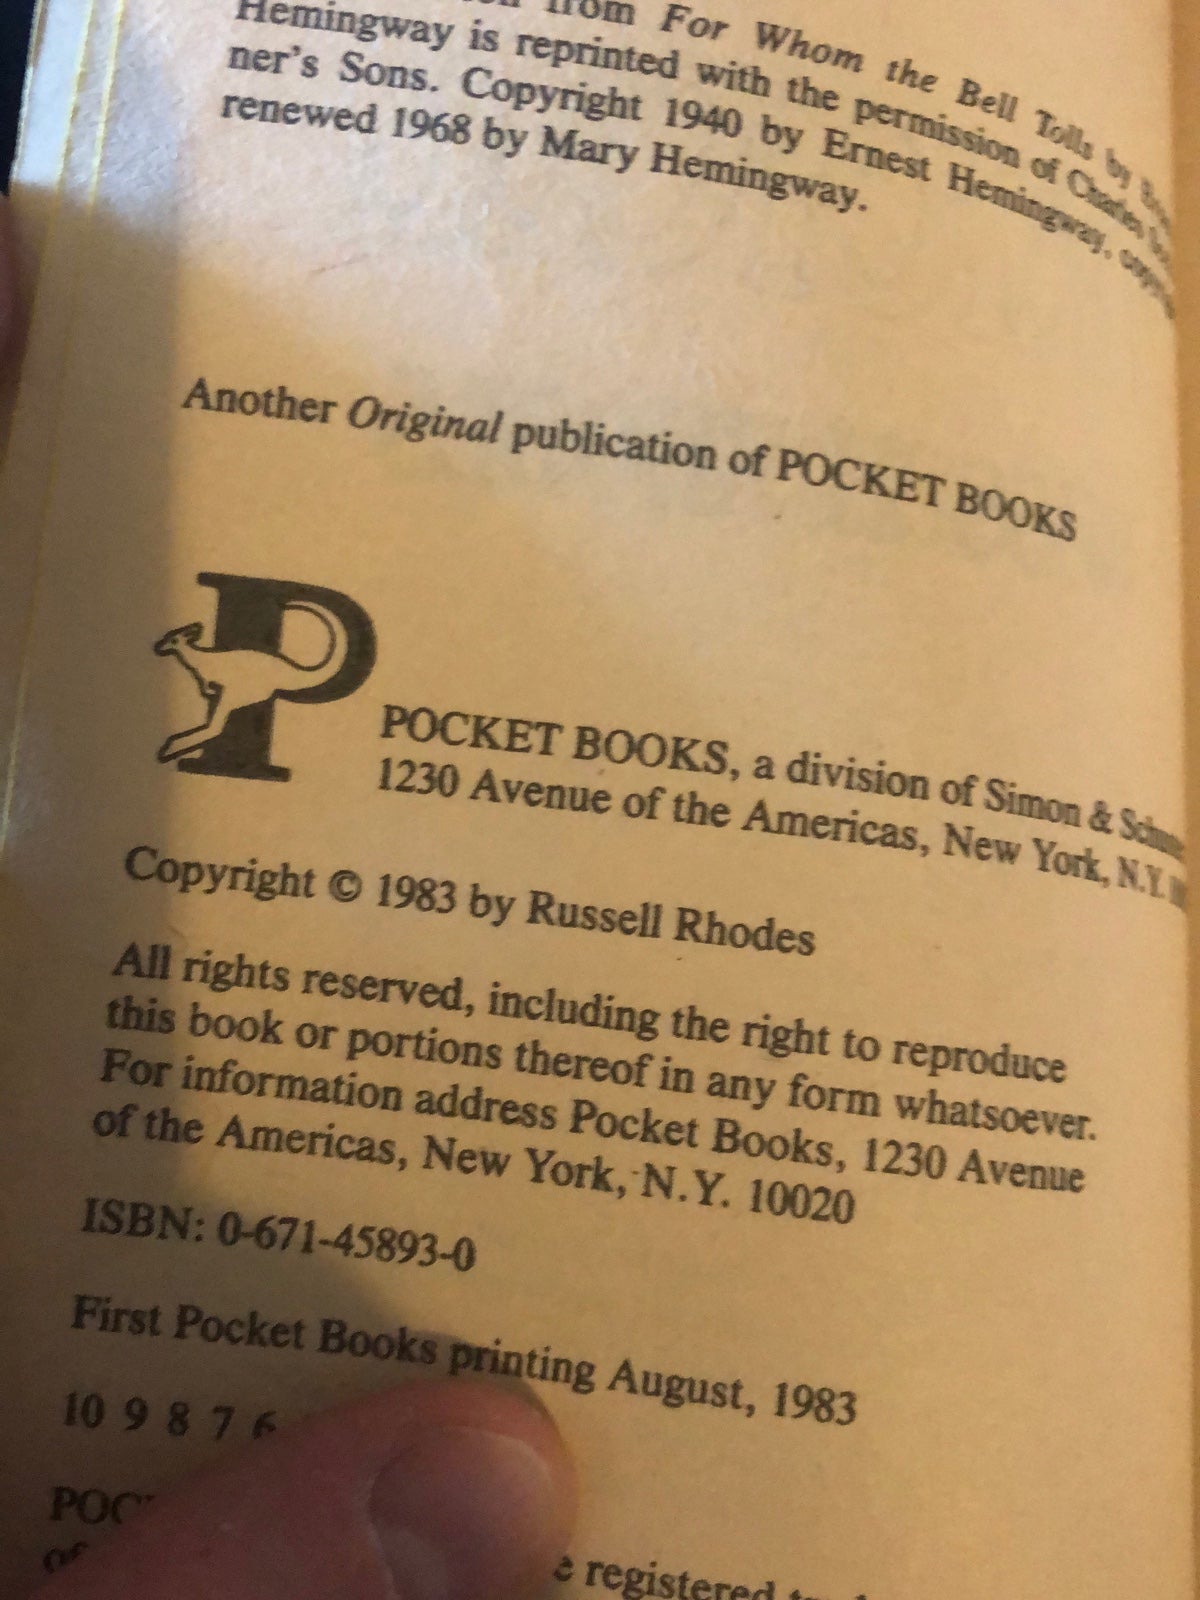 from For Whom the Bell Tolls by
Hemingway is reprinted with the permission of Charles
ner's Sons. Copyright 1940 by Ernest Hemingway,
renewed 1968 by Mary Hemingway.
Another Original publication of POCKET BOOKS
P
POCKET BOOKS, a division of Simon &
1230 Avenue of the Americas, New York, N.Y.
Copyright © 1983 by Russell Rhodes
All rights reserved, including the right to reproduce
this book or portions thereof in any form whatsoever.
For information address Pocket Books, 1230 Avenue
of the Americas, New York, N.Y. 10020
ISBN: 0-671-45893-0
First Pocket Books printing August, 1983
10 9 8 7 6
registered